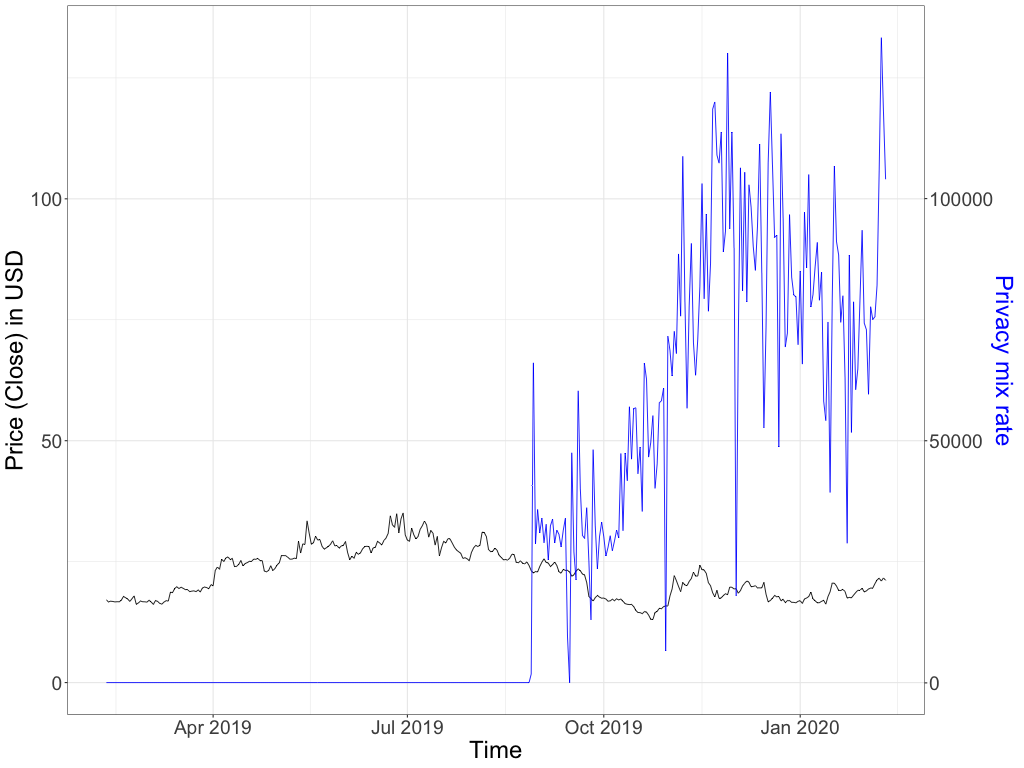 Price (Close) in USD
100
50
0
100000
50000
0
Privacy mix rate
Apr 2019
Jul 2019
Oct 2019
Jan 2020
Time